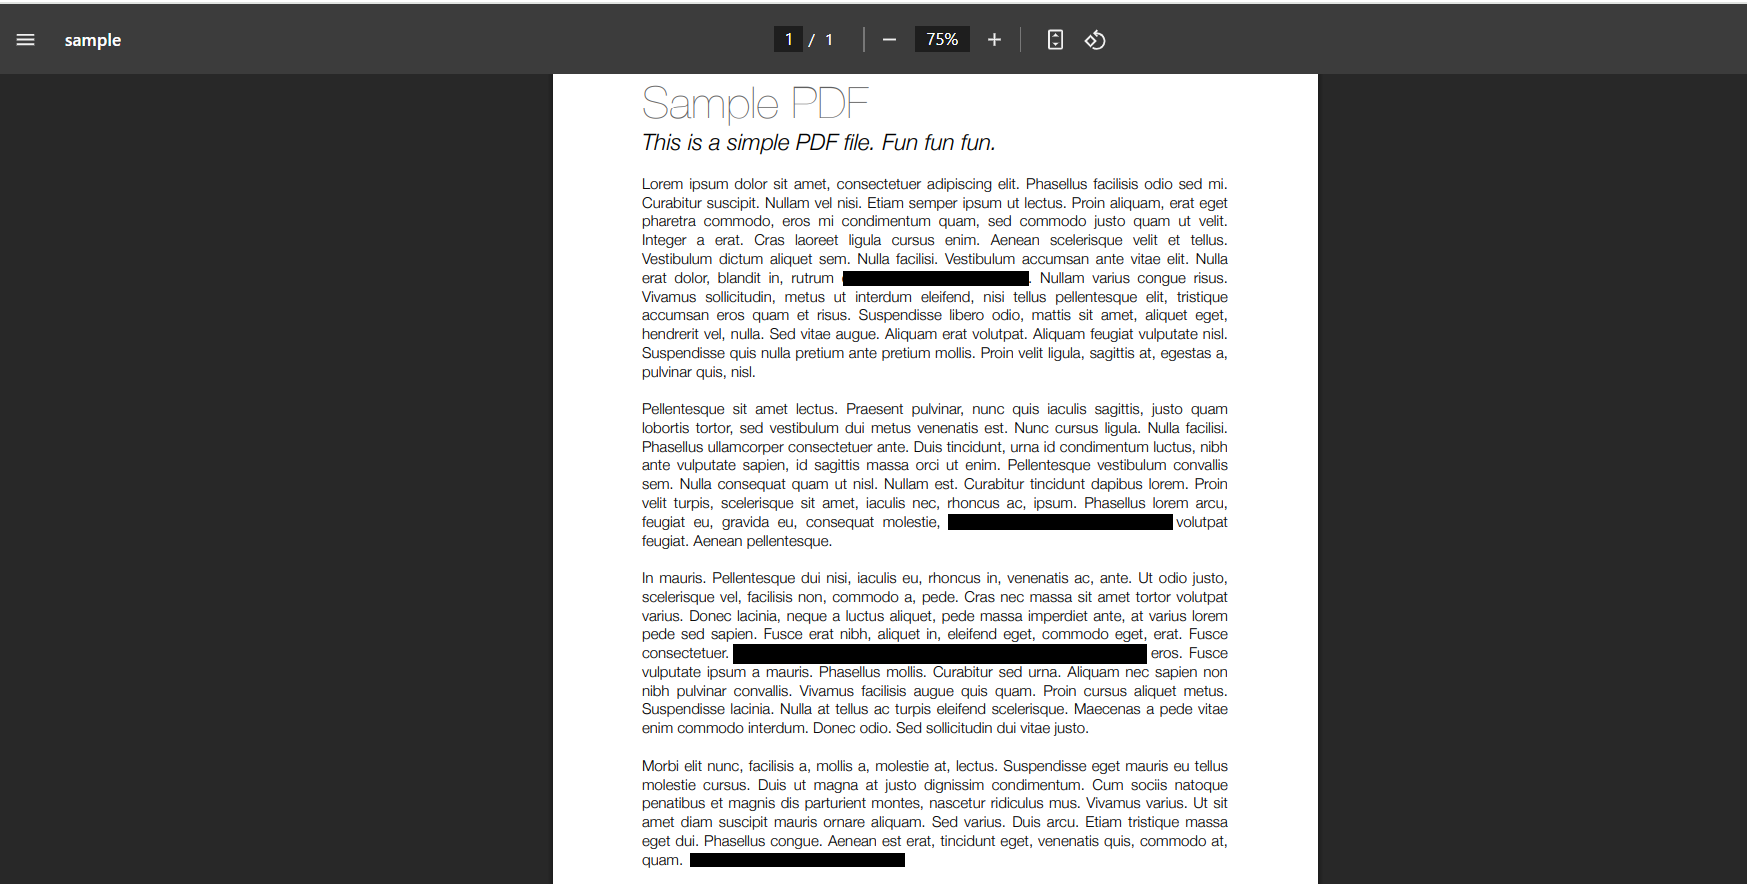 sample
1 / 1
75%
Sample PDF
This is a simple PDF file. Fun fun fun.
Lorem ipsum dolor sit amet, consectetuer adipiscing elit. Phasellus facilisis odio sed mi.
Curabitur suscipit. Nullam vel nisi. Etiam semper ipsum ut lectus. Proin aliquam, erat eget
pharetra commodo, eros mi condimentum quam, sed commodo justo quam ut velit.
Integer a erat. Cras laoreet ligula cursus enim. Aenean scelerisque velit et tellus.
Vestibulum dictum aliquet sem. Nulla facilisi. Vestibulum accumsan ante vitae elit. Nulla
erat dolor, blandit in, rutrum . Nullam varius congue risus.
Vivamus sollicitudin, metus ut interdum eleifend, nisi tellus pellentesque elit, tristique
accumsan eros quam et risus. Suspendisse libero odio, mattis sit amet, aliquet eget,
hendrerit vel, nulla. Sed vitae augue. Aliquam erat volutpat. Aliquam feugiat vulputate nisl.
Suspendisse quis nulla pretium ante pretium mollis. Proin velit ligula, sagittis at, egestas a,
pulvinar quis, nisl.
Pellentesque sit amet lectus. Praesent pulvinar, nunc quis iaculis sagittis, justo quam
lobortis tortor, sed vestibulum dui metus venenatis est. Nunc cursus ligula. Nulla facilisi.
Phasellus ullamcorper consectetuer ante. Duis tincidunt, urna id condimentum luctus, nibh
ante vulputate sapien, id sagittis massa orci ut enim. Pellentesque vestibulum convallis
sem. Nulla consequat quam ut nisl. Nullam est. Curabitur tincidunt dapibus lorem. Proin
velit turpis, scelerisque sit amet, iaculis nec, rhoncus ac, ipsum. Phasellus lorem arcu,
feugiat eu, gravida eu, consequat molestie, volutpat
feugiat. Aenean pellentesque.
In mauris. Pellentesque dui nisi, iaculis eu, rhoncus in, venenatis ac, ante. Ut odio justo,
scelerisque vel, facilisis non, commodo a, pede. Cras nec massa sit amet tortor volutpat
varius. Donec lacinia, neque a luctus aliquet, pede massa imperdiet ante, at varius lorem
pede sed sapien. Fusce erat nibh, aliquet in, eleifend eget, commodo eget, erat. Fusce
consectetuer. eros. Fusce
vulputate ipsum a mauris. Phasellus mollis. Curabitur sed urna. Aliquam nec sapien non
nibh pulvinar convallis. Vivamus facilisis augue quis quam. Proin cursus aliquet metus.
Suspendisse lacinia. Nulla at tellus ac turpis eleifend scelerisque. Maecenas a pede vitae
enim commodo interdum. Donec odio. Sed sollicitudin dui vitae justo.
Morbi elit nunc, facilisis a, mollis a, molestie at, lectus. Suspendisse eget mauris eu tellus
molestie cursus. Duis ut magna at justo dignissim condimentum. Cum sociis natoque
penatibus et magnis dis parturient montes, nascetur ridiculus mus. Vivamus varius. Ut sit
amet diam suscipit mauris ornare aliquam. Sed varius. Duis arcu. Etiam tristique massa
eget dui. Phasellus congue. Aenean est erat, tincidunt eget, venenatis quis, commodo at,
quam.